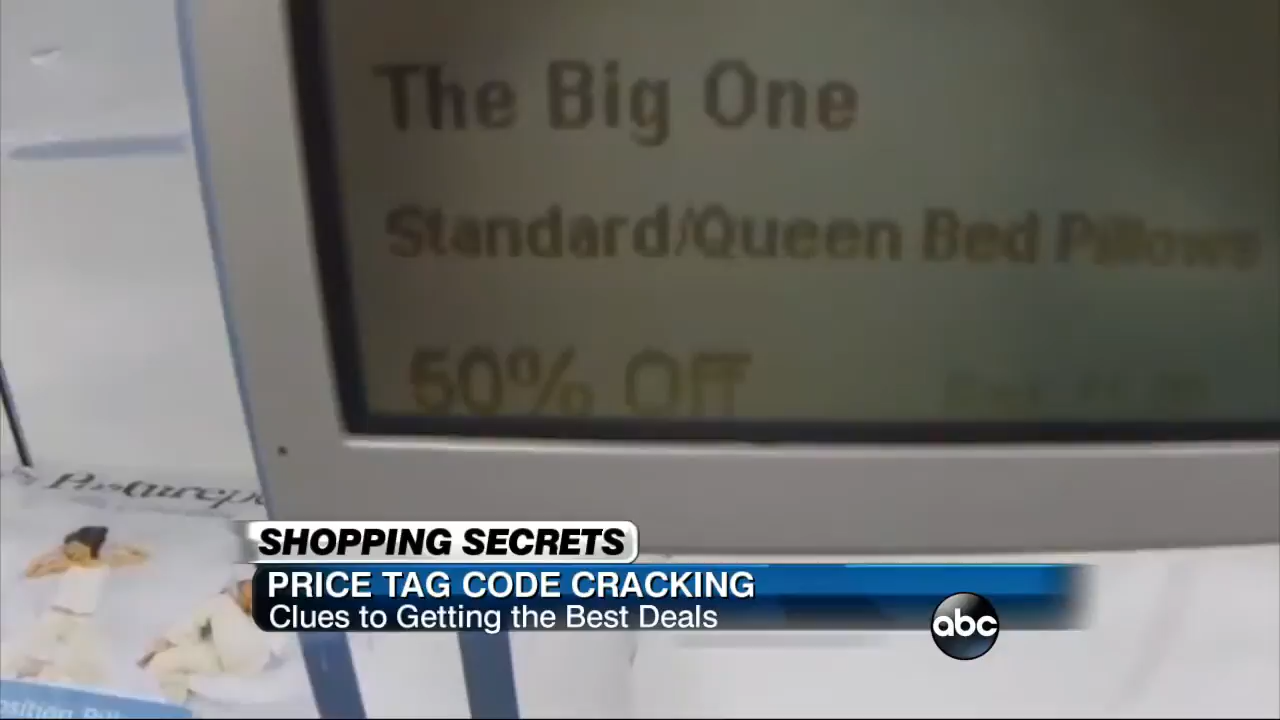 The Big One
Standard/Queen Bed Pillows
50% Off
SHOPPING SECRETS
PRICE TAG CODE CRACKING
Clues to Getting the Best Deals
abc